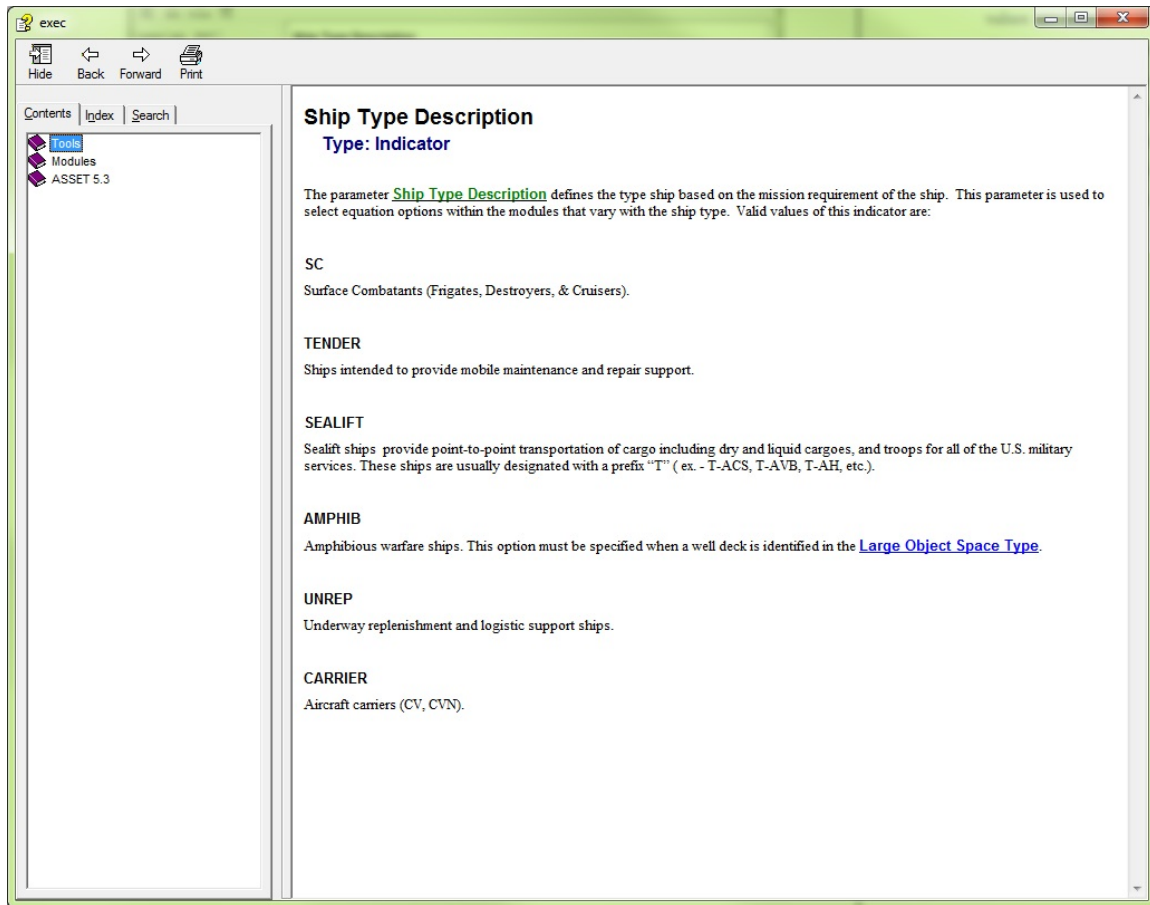 exec
Hide Back Forward Print
Contents Index Search
Tools
Modules
ASSET 5.3
Ship Type Description
Type: Indicator
The parameter Ship Type Description defines the type ship based on the mission requirement of the ship. This parameter is used to
select equation options within the modules that vary with the ship type. Valid values of this indicator are:
SC
Surface Combatants (Frigates, Destroyers, & Cruisers).
TENDER
Ships intended to provide mobile maintenance and repair support.
SEALIFT
Sealift ships provide point-to-point transportation of cargo including dry and liquid cargoes, and troops for all of the U.S. military
services. These ships are usually designated with a prefix “T” ( ex. - T-ACS, T-AVB, T-AH, etc.).
AMPHIB
Amphibious warfare ships. This option must be specified when a well deck is identified in the Large Object Space Type.
UNREP
Underway replenishment and logistic support ships.
CARRIER
Aircraft carriers (CV, CVN).